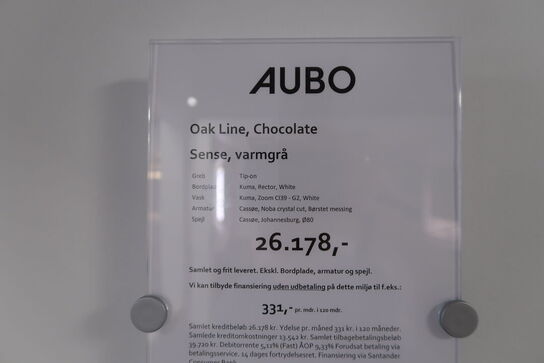 AUBO
Oak Line, Chocolate
Sense, varmgrå
Greb Tip-on
Bordplade Kuma, Rector, White
Vask Kuma, Zoom Cl39 - G2, White
Armatur Cassøe, Noba crystal cut, Børstet messing
Spejl Cassøe, Johannesburg, Ø80
26.178,-
Samlet og frit leveret. Ekskl. Bordplade, armatur og spejl.
Vi kan tilbyde finansiering uden udbetaling på dette miljø til f.eks.:
331,- pr. mdr. i 120 mdr.
Samlet kreditbeløb 26.178 kr. Ydelse pr. måned 331 kr. i 120 måneder.
Samlede kreditomkostninger 13.542 kr. Samlet tilbagebetalingsbeløb
39.720 kr. Debitorrente 5,12% (Fast) ÅOP 9,33% Forudsat betaling via
betalingsservice. 14 dages fortrydelsesret. Finansiering via Santander
Consumer Bank